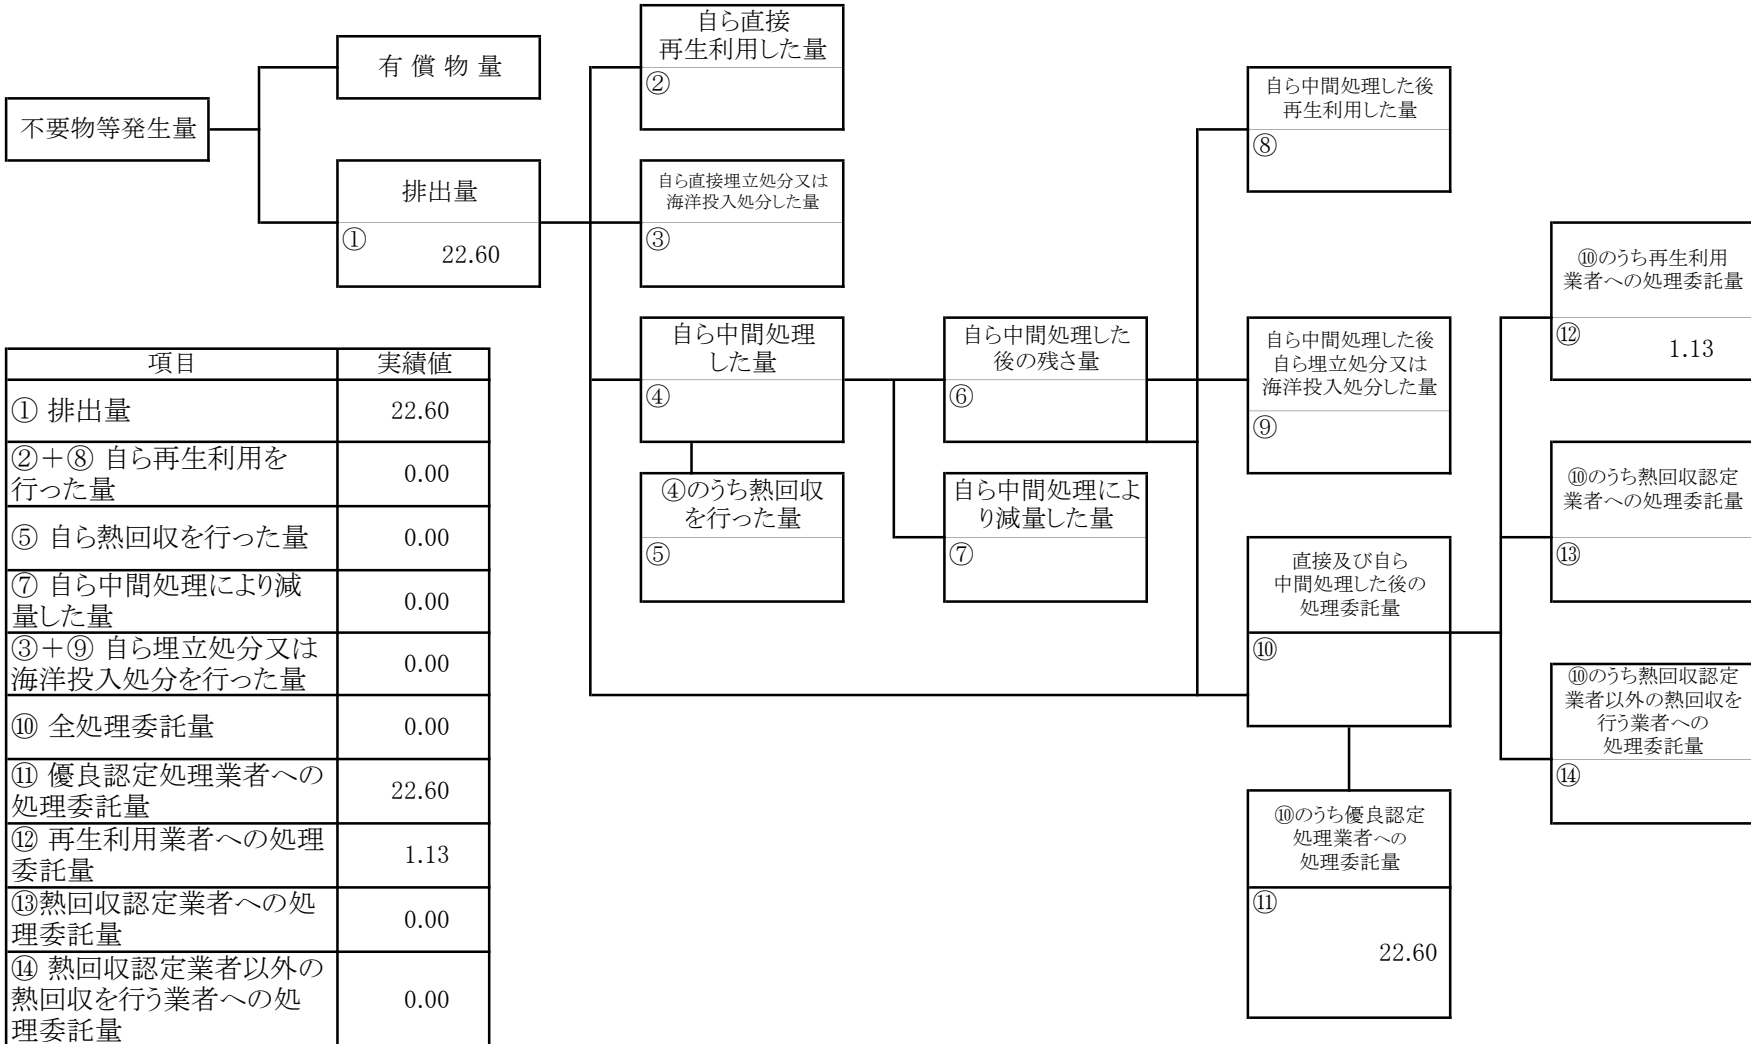 不要物等発生量
有 償 物 量
排出量
①
22.60
自ら直接
再生利用した量
②
自ら直接埋立処分又は
海洋投入処分した量
③
自ら中間処理
した量
④
④のうち熱回収
を行った量
⑤
自ら中間処理した
後の残さ量
⑥
自ら中間処理によ
り減量した量
⑦
自ら中間処理した後
再生利用した量
⑧
自ら中間処理した後
自ら埋立処分又は
海洋投入処分した量
⑨
直接及び自ら
中間処理した後の
処理委託量
⑩
⑩のうち優良認定
処理業者への
処理委託量
⑪
22.60
⑩のうち再生利用
業者への処理委託量
⑫
1.13
⑩のうち熱回収認定
業者への処理委託量
⑬
⑩のうち熱回収認定
業者以外の熱回収を
行う業者への
処理委託量
⑭
項目 実績値
① 排出量 22.60
②＋⑧ 自ら再生利用を
行った量 0.00
⑤ 自ら熱回収を行った量 0.00
⑦ 自ら中間処理により減
量した量 0.00
③＋⑨ 自ら埋立処分又は
海洋投入処分を行った量 0.00
⑩ 全処理委託量 0.00
⑪ 優良認定処理業者への
処理委託量 22.60
⑫ 再生利用業者への処理
委託量 1.13
⑬熱回収認定業者への処
理委託量 0.00
⑭ 熱回収認定業者以外の
熱回収を行う業者への処
理委託量 0.00